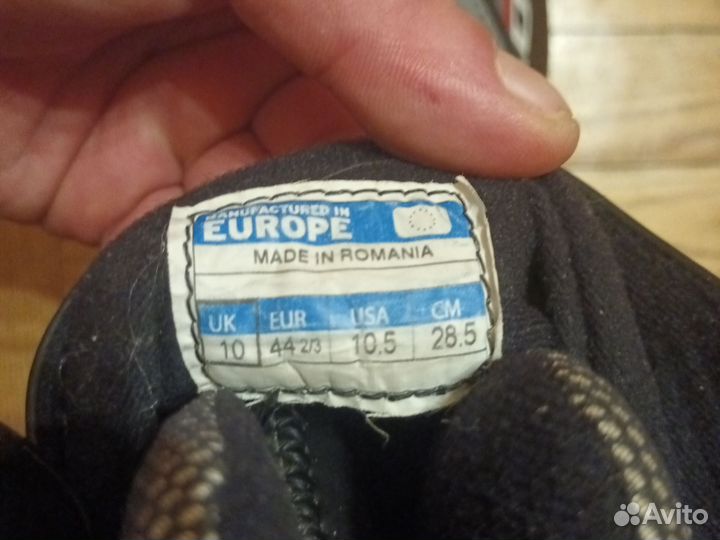 MANUFACTURED IN
EUROPE
MADE IN ROMANIA
UK EUR USA CM
10 44 2/3 10.5 28.5
Avito